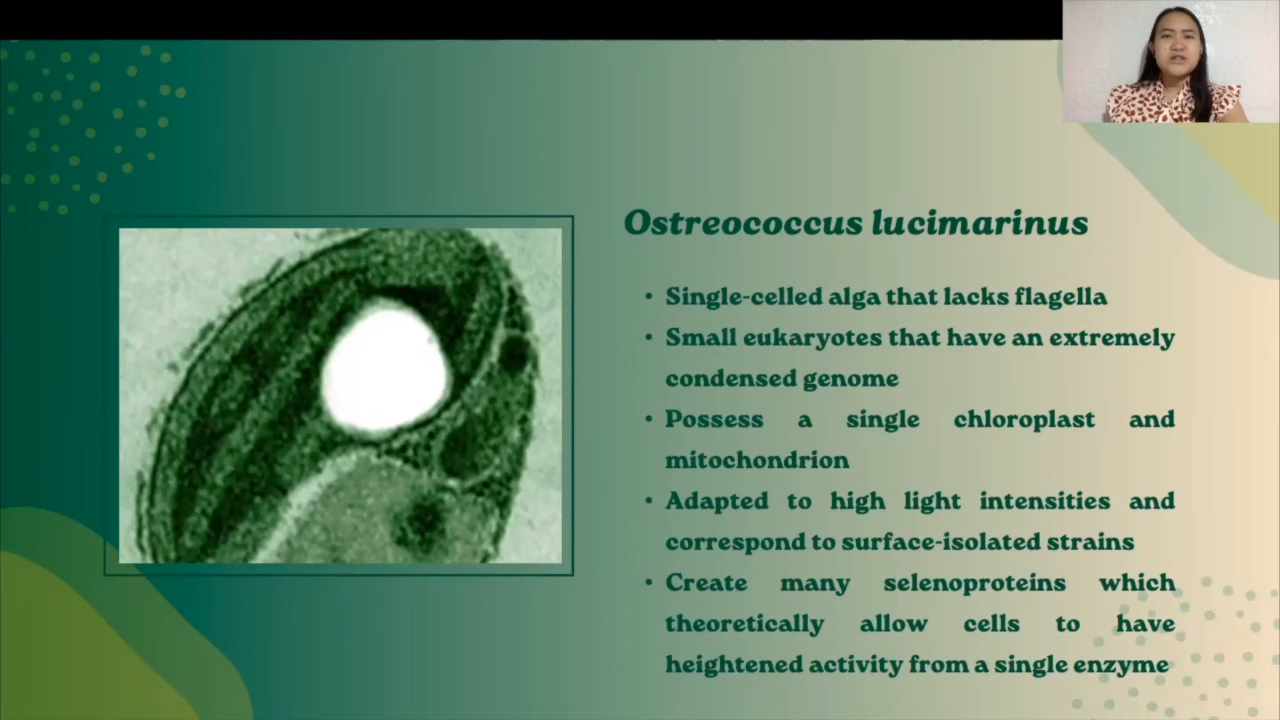 Ostreococcus lucimarinus
• Single-celled alga that lacks flagella
• Small eukaryotes that have an extremely
condensed genome
• Possess a single chloroplast and
mitochondrion
• Adapted to high light intensities and
correspond to surface-isolated strains
• Create many selenoproteins which
theoretically allow cells to have
heightened activity from a single enzyme